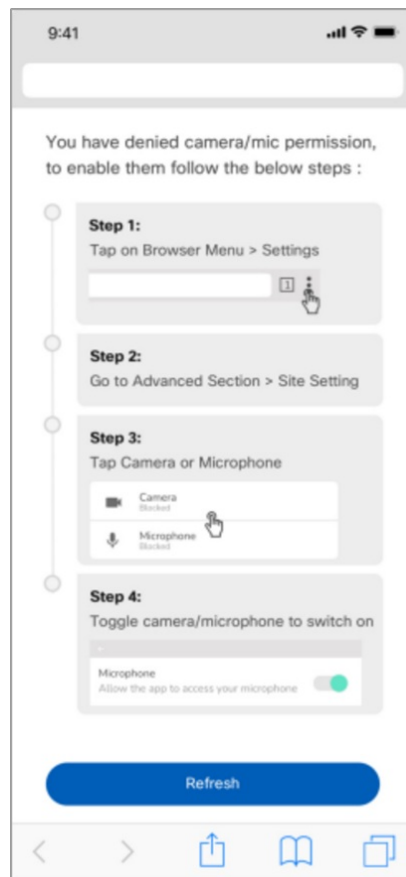 9:41
You have denied camera/mic permission,
to enable them follow the below steps :
Step 1:
Tap on Browser Menu > Settings
1
Step 2:
Go to Advanced Section > Site Setting
Step 3:
Tap Camera or Microphone
Camera
Blocked
Microphone
Blocked
Step 4:
Toggle camera/microphone to switch on
Microphone
Allow the app to access your microphone
Refresh